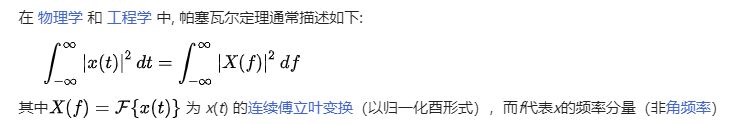 在 物理学 和 工程学 中, 帕塞瓦尔定理通常描述如下:
∫_{-∞}^{∞} |x(t)|² dt = ∫_{-∞}^{∞} |X(f)|² df
其中X(f) = F{x(t)} 为 x(t) 的连续傅立叶变换（以归一化酉形式），而f代表x的频率分量（非角频率）